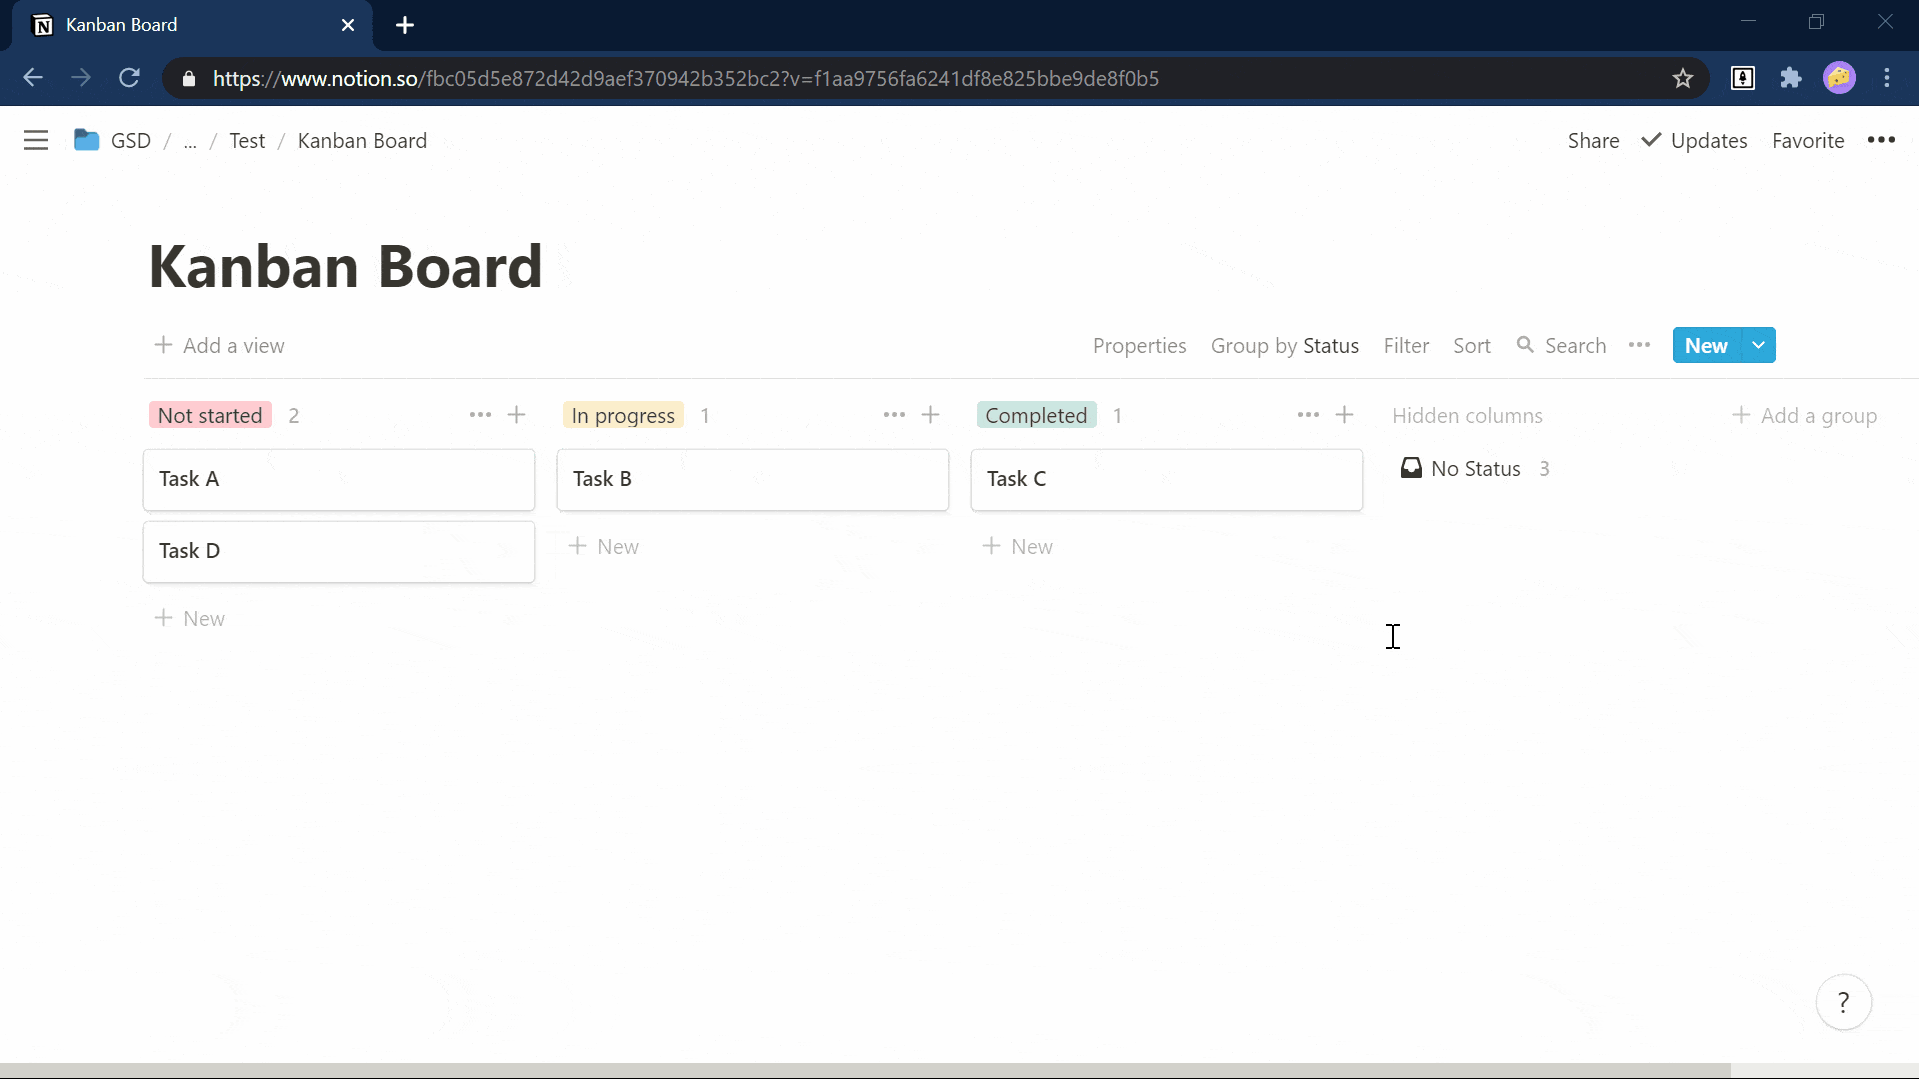 Kanban Board
https://www.notion.so/fbc05d5e872d42d9aef370942b352bc2?v=f1aa9756fa6241df8e825bbe9de8f0b5
GSD / ... / Test / Kanban Board
Share Updates Favorite
Kanban Board
Add a view
Properties Group by Status Filter Sort Search New
Not started 2 In progress 1 Completed 1 Hidden columns Add a group
Task A Task B Task C No Status 3
Task D New New
New
?